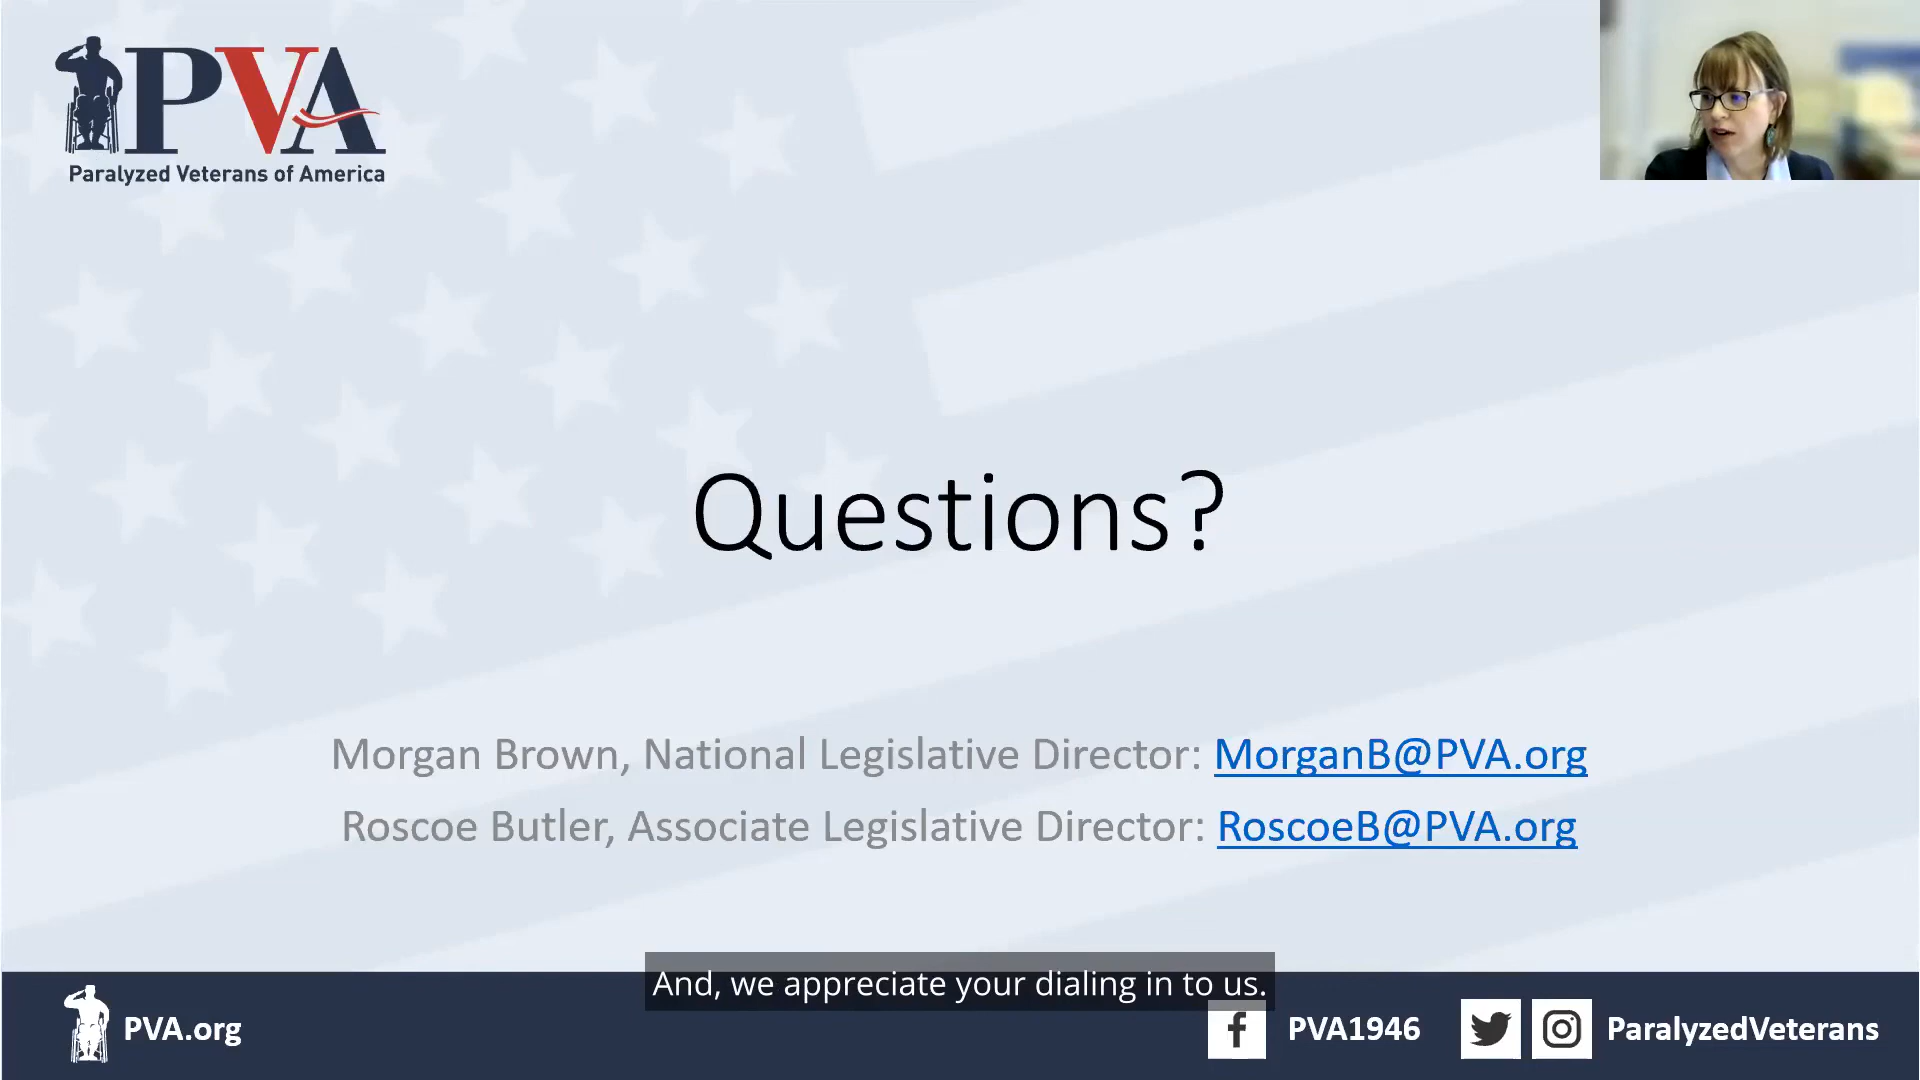 PVA
Paralyzed Veterans of America
Questions?
Morgan Brown, National Legislative Director: MorganB@PVA.org
Roscoe Butler, Associate Legislative Director: RoscoeB@PVA.org
And, we appreciate your dialing in to us.
PVA.org
PVA1946
ParalyzedVeterans